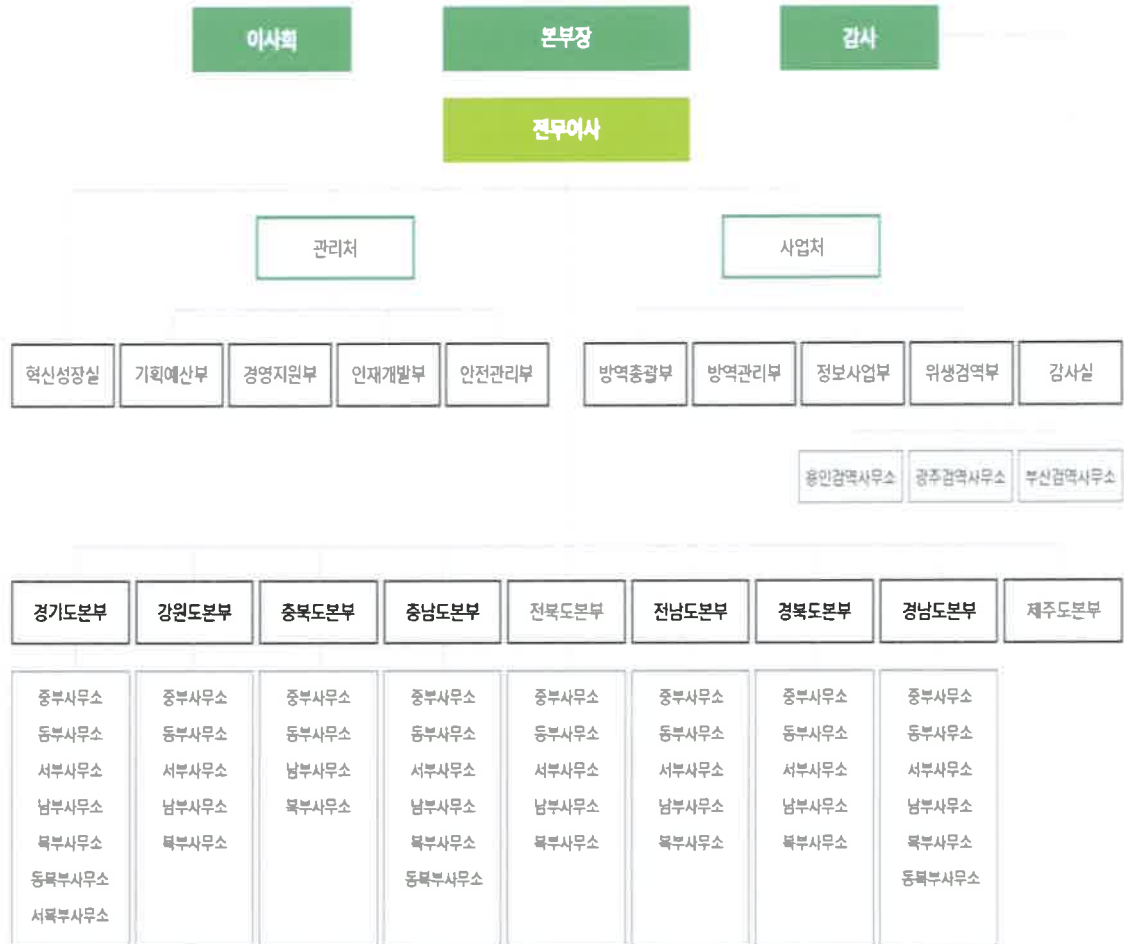 이사회 본부장 감사
전무이사
관리처 사업처
혁신성장실 기획예산부 경영지원부 인재개발부 안전관리부 방역총괄부 방역관리부 정보사업부 위생검역부 감사실
용인검역사무소 광주검역사무소 부산검역사무소
경기도본부 강원도본부 충북도본부 충남도본부 전북도본부 전남도본부 경북도본부 경남도본부 제주도본부
중부사무소 중부사무소 중부사무소 중부사무소 중부사무소 중부사무소 중부사무소 중부사무소
동부사무소 동부사무소 동부사무소 동부사무소 동부사무소 동부사무소 동부사무소 동부사무소
서부사무소 서부사무소 남부사무소 서부사무소 서부사무소 서부사무소 서부사무소 서부사무소
남부사무소 남부사무소 북부사무소 남부사무소 남부사무소 남부사무소 남부사무소 남부사무소
북부사무소 북부사무소 북부사무소 북부사무소 북부사무소 북부사무소 북부사무소
동북부사무소 동북부사무소 동북부사무소
서북부사무소